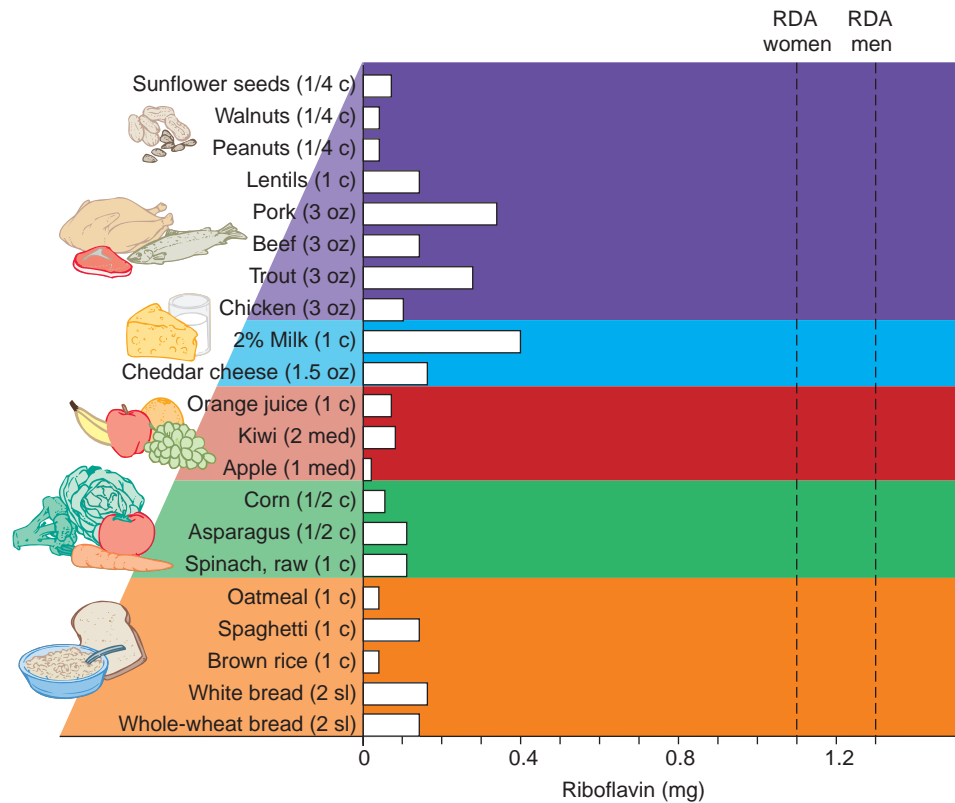 RDA women
RDA men
Sunflower seeds (1/4 c)
Walnuts (1/4 c)
Peanuts (1/4 c)
Lentils (1 c)
Pork (3 oz)
Beef (3 oz)
Trout (3 oz)
Chicken (3 oz)
2% Milk (1 c)
Cheddar cheese (1.5 oz)
Orange juice (1 c)
Kiwi (2 med)
Apple (1 med)
Corn (1/2 c)
Asparagus (1/2 c)
Spinach, raw (1 c)
Oatmeal (1 c)
Spaghetti (1 c)
Brown rice (1 c)
White bread (2 sl)
Whole-wheat bread (2 sl)
0 0.4 0.8 1.2
Riboflavin (mg)